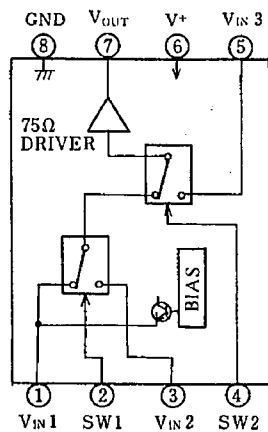 GND VOUT V+ VIN 3
8 7 6 5
75Ω
DRIVER
BIAS
1 2 3 4
VIN 1 SW1 VIN 2 SW2